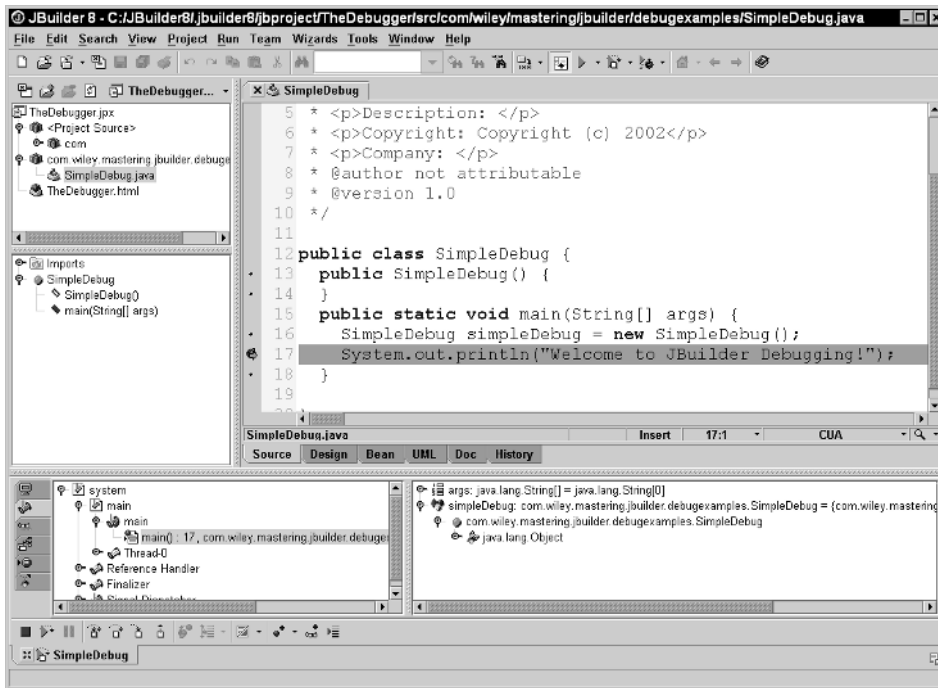 JBuilder 8 - C:/JBuilder8/.jbuilder8/jbproject/TheDebugger/src/com/wiley/mastering/jbuilder/debugexamples/SimpleDebug.java
File Edit Search View Project Run Team Wizards Tools Window Help
TheDebugger...
SimpleDebug
TheDebugger.jpx
<Project Source>
com
com.wiley.mastering.jbuilder.debuge
SimpleDebug.java
TheDebugger.html
Imports
SimpleDebug
SimpleDebug()
main(String[] args)
5 * <p>Description: </p>
6 * <p>Copyright: Copyright (c) 2002</p>
7 * <p>Company: </p>
8 * @author not attributable
9 * @version 1.0
10 */
11
12 public class SimpleDebug {
13 public SimpleDebug() {
14 }
15 public static void main(String[] args) {
16 SimpleDebug simpleDebug = new SimpleDebug();
17 System.out.println("Welcome to JBuilder Debugging!");
18 }
19
SimpleDebug.java Insert 17:1 CUA
Source Design Bean UML Doc History
system
main
main
main() : 17, com.wiley.mastering.jbuilder.debuger
Thread-0
Reference Handler
Finalizer
args: java.lang.String[] = java.lang.String[0]
simpleDebug: com.wiley.mastering.jbuilder.debugexamples.SimpleDebug = {com.wiley.mastering
com.wiley.mastering.jbuilder.debugexamples.SimpleDebug
java.lang.Object
SimpleDebug